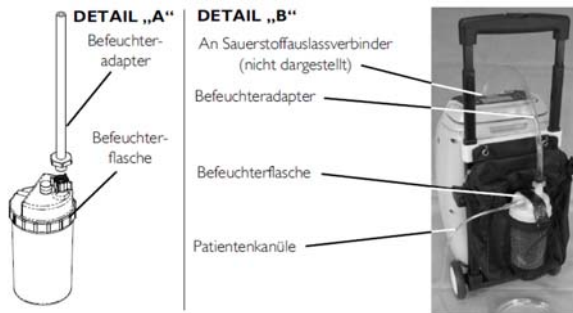 DETAIL „A“
Befeuchter-
adapter
Befeuchter-
flasche
DETAIL „B“
An Sauerstoffauslassverbinder
(nicht dargestellt)
Befeuchteradapter
Befeuchterflasche
Patientenkanüle